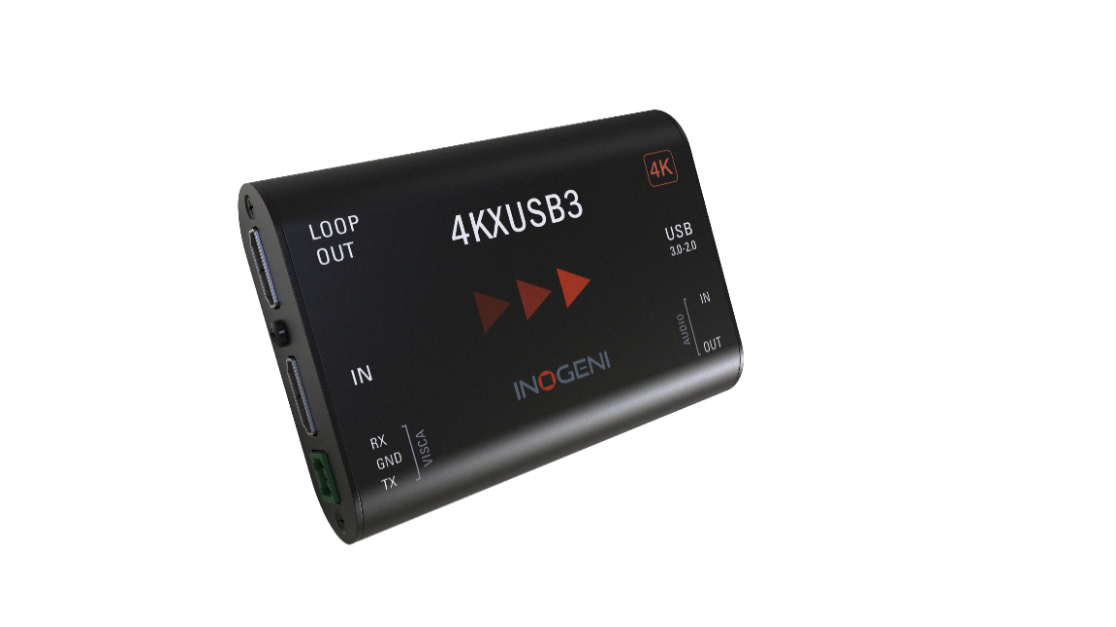 4K
LOOP
OUT
4KXUSB3
USB
3.0-2.0
IN
AUDIO
OUT
IN
INOGENI
RX
GND
TX
VISCA